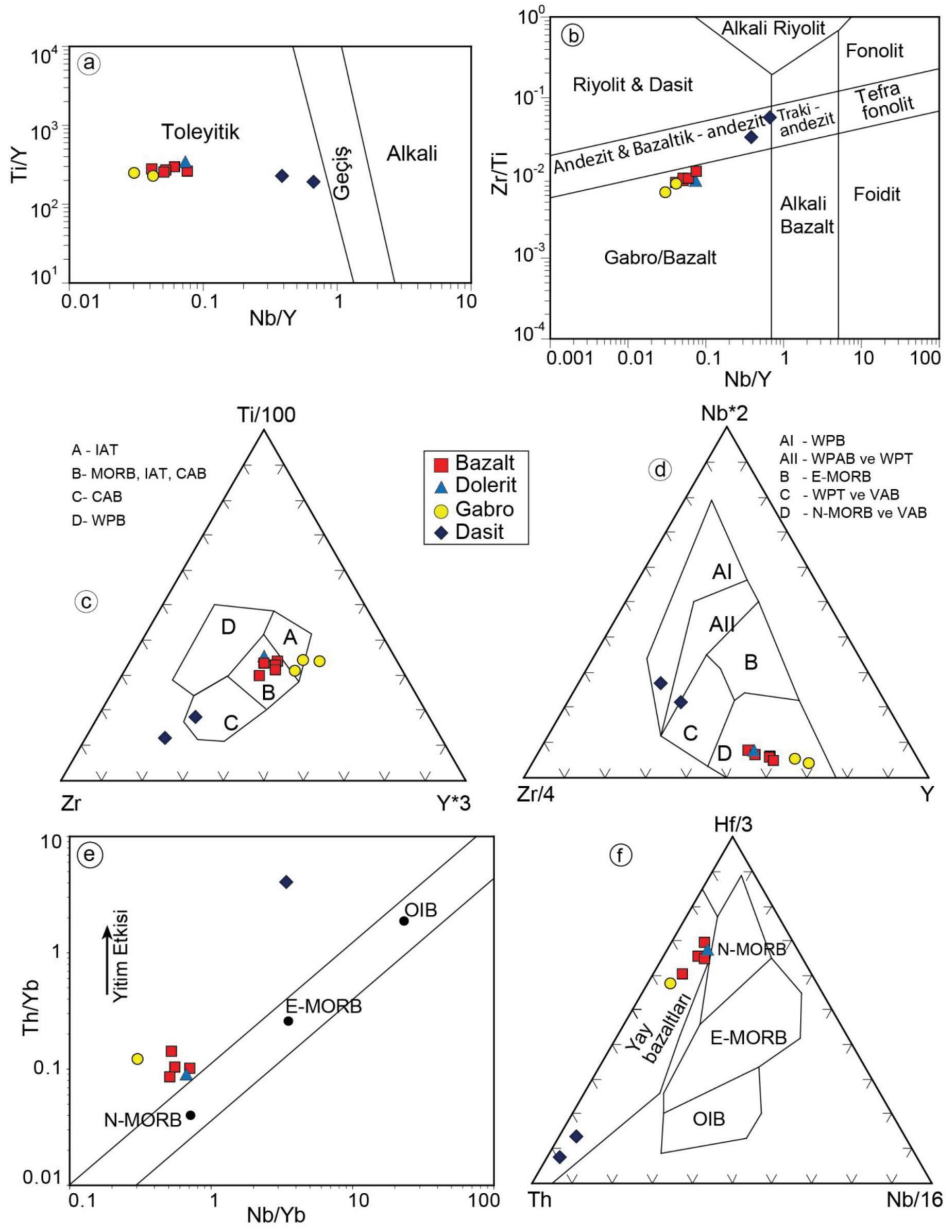 a
Ti/Y
10⁴
10³
10²
10¹
Toleyitik
Geçiş
Alkali
0.01
0.1
1
10
Nb/Y
b
Zr/Ti
10⁰
10⁻¹
10⁻²
10⁻³
10⁻⁴
Alkali Riyolit
Fonolit
Riyolit & Dasit
Tefra
fonolit
Traki-
andezit
Andezit & Bazaltik - andezit
Alkali
Bazalt
Foidit
Gabro/Bazalt
0.001
0.01
0.1
1
10
100
Nb/Y
Ti/100
A - IAT
B- MORB, IAT, CAB
C- CAB
D- WPB
c
D
A
B
C
Zr
Y*3
Bazalt
Dolerit
Gabro
Dasit
Nb*2
d
AI - WPB
AII - WPAB ve WPT
B - E-MORB
C - WPT ve VAB
D - N-MORB ve VAB
AI
AII
B
C
D
Zr/4
Y
e
Th/Yb
10
1
0.1
0.01
Yitim Etkisi
OIB
E-MORB
N-MORB
0.1
1
10
100
Nb/Yb
Hf/3
f
N-MORB
Yay
bazaltları
E-MORB
OIB
Th
Nb/16